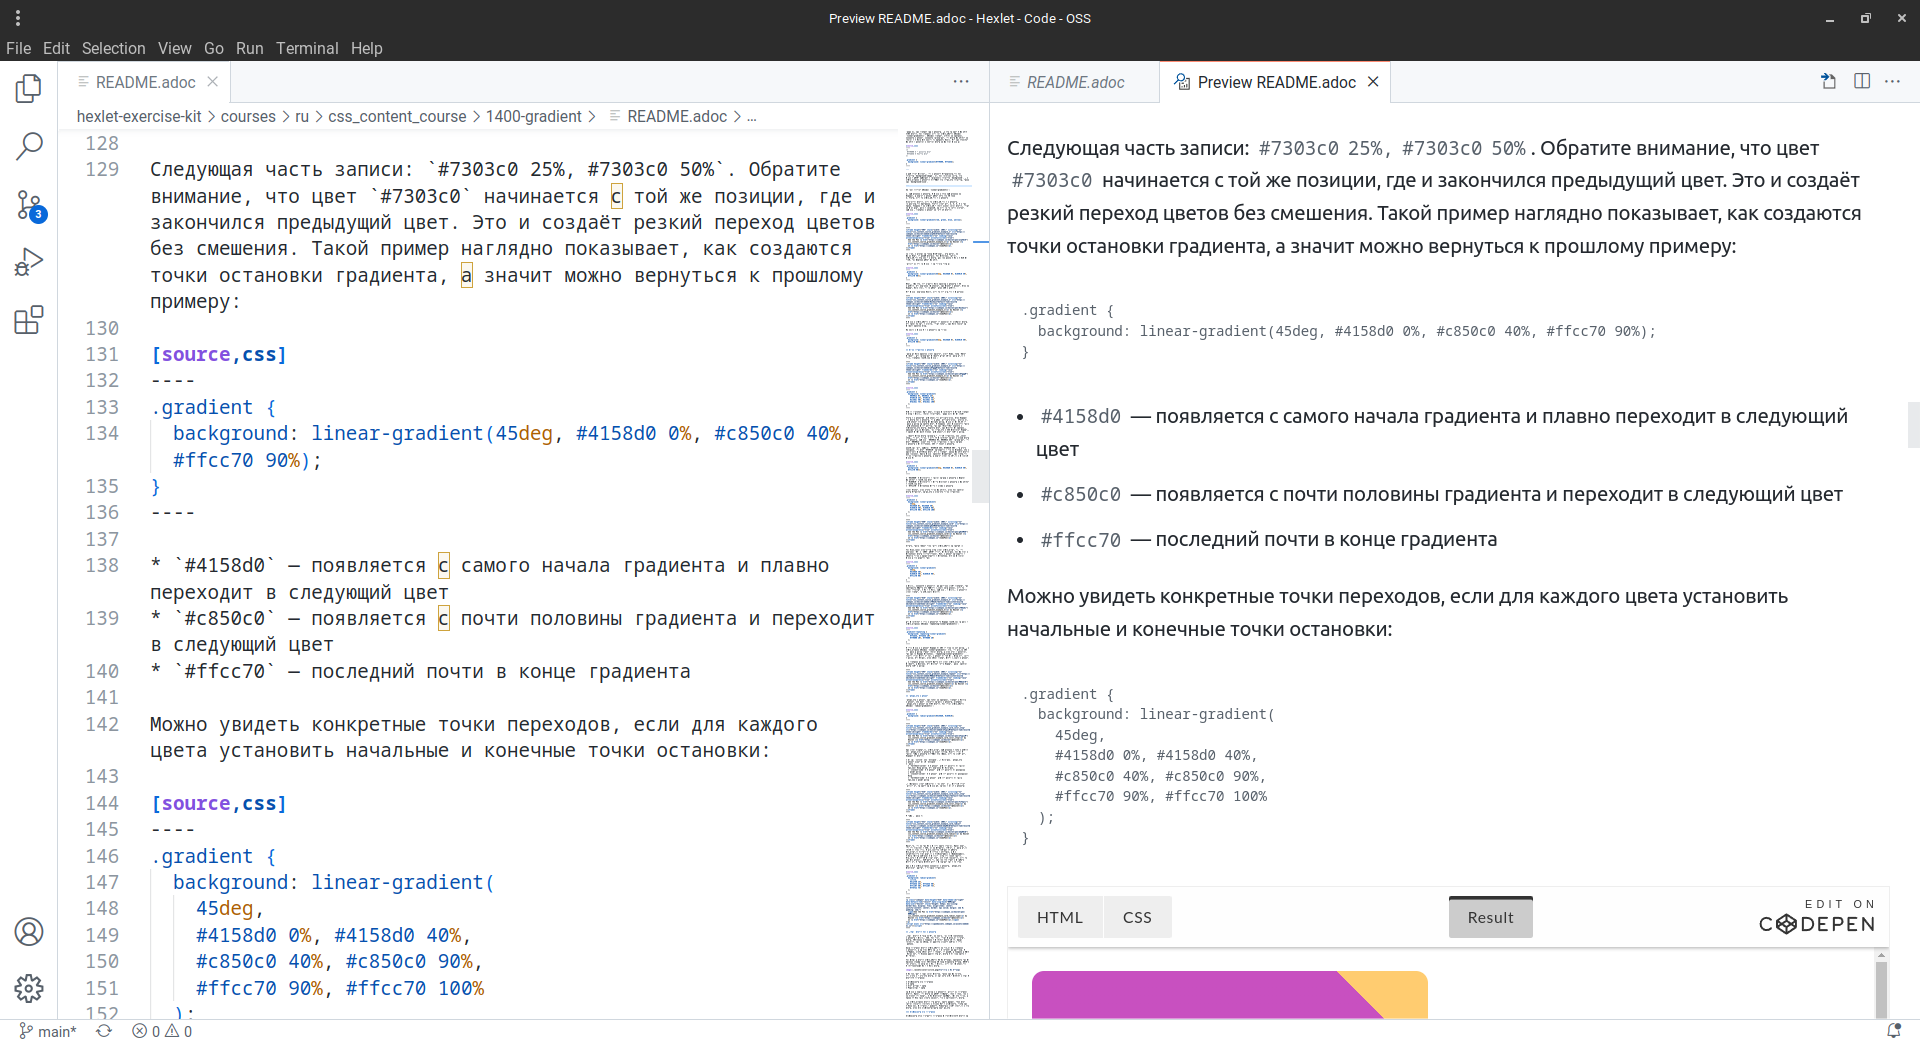 Preview README.adoc - Hexlet - Code - OSS
File Edit Selection View Go Run Terminal Help
README.adoc
README.adoc
Preview README.adoc
hexlet-exercise-kit > courses > ru > css_content_course > 1400-gradient > README.adoc > ...
128
129 Следующая часть записи: `#7303c0 25%, #7303c0 50%`. Обратите
внимание, что цвет `#7303c0` начинается с той же позиции, где и
закончился предыдущий цвет. Это и создаёт резкий переход цветов
без смешения. Такой пример наглядно показывает, как создаются
точки остановки градиента, а значит можно вернуться к прошлому
примеру:
130
131 [source,css]
132 ----
133 .gradient {
134 background: linear-gradient(45deg, #4158d0 0%, #c850c0 40%,
#ffcc70 90%);
135 }
136 ----
137
138 * `#4158d0` — появляется с самого начала градиента и плавно
переходит в следующий цвет
139 * `#c850c0` — появляется с почти половины градиента и переходит
в следующий цвет
140 * `#ffcc70` — последний почти в конце градиента
141
142 Можно увидеть конкретные точки переходов, если для каждого
цвета установить начальные и конечные точки остановки:
143
144 [source,css]
145 ----
146 .gradient {
147 background: linear-gradient(
148 45deg,
149 #4158d0 0%, #4158d0 40%,
150 #c850c0 40%, #c850c0 90%,
151 #ffcc70 90%, #ffcc70 100%
152 );
Следующая часть записи: #7303c0 25%, #7303c0 50% . Обратите внимание, что цвет
#7303c0 начинается с той же позиции, где и закончился предыдущий цвет. Это и создаёт
резкий переход цветов без смешения. Такой пример наглядно показывает, как создаются
точки остановки градиента, а значит можно вернуться к прошлому примеру:
.gradient {
background: linear-gradient(45deg, #4158d0 0%, #c850c0 40%, #ffcc70 90%);
}
• #4158d0 — появляется с самого начала градиента и плавно переходит в следующий
цвет
• #c850c0 — появляется с почти половины градиента и переходит в следующий цвет
• #ffcc70 — последний почти в конце градиента
Можно увидеть конкретные точки переходов, если для каждого цвета установить
начальные и конечные точки остановки:
.gradient {
background: linear-gradient(
45deg,
#4158d0 0%, #4158d0 40%,
#c850c0 40%, #c850c0 90%,
#ffcc70 90%, #ffcc70 100%
);
}
HTML CSS Result
EDIT ON
CODEPEN
3
main* 0 0